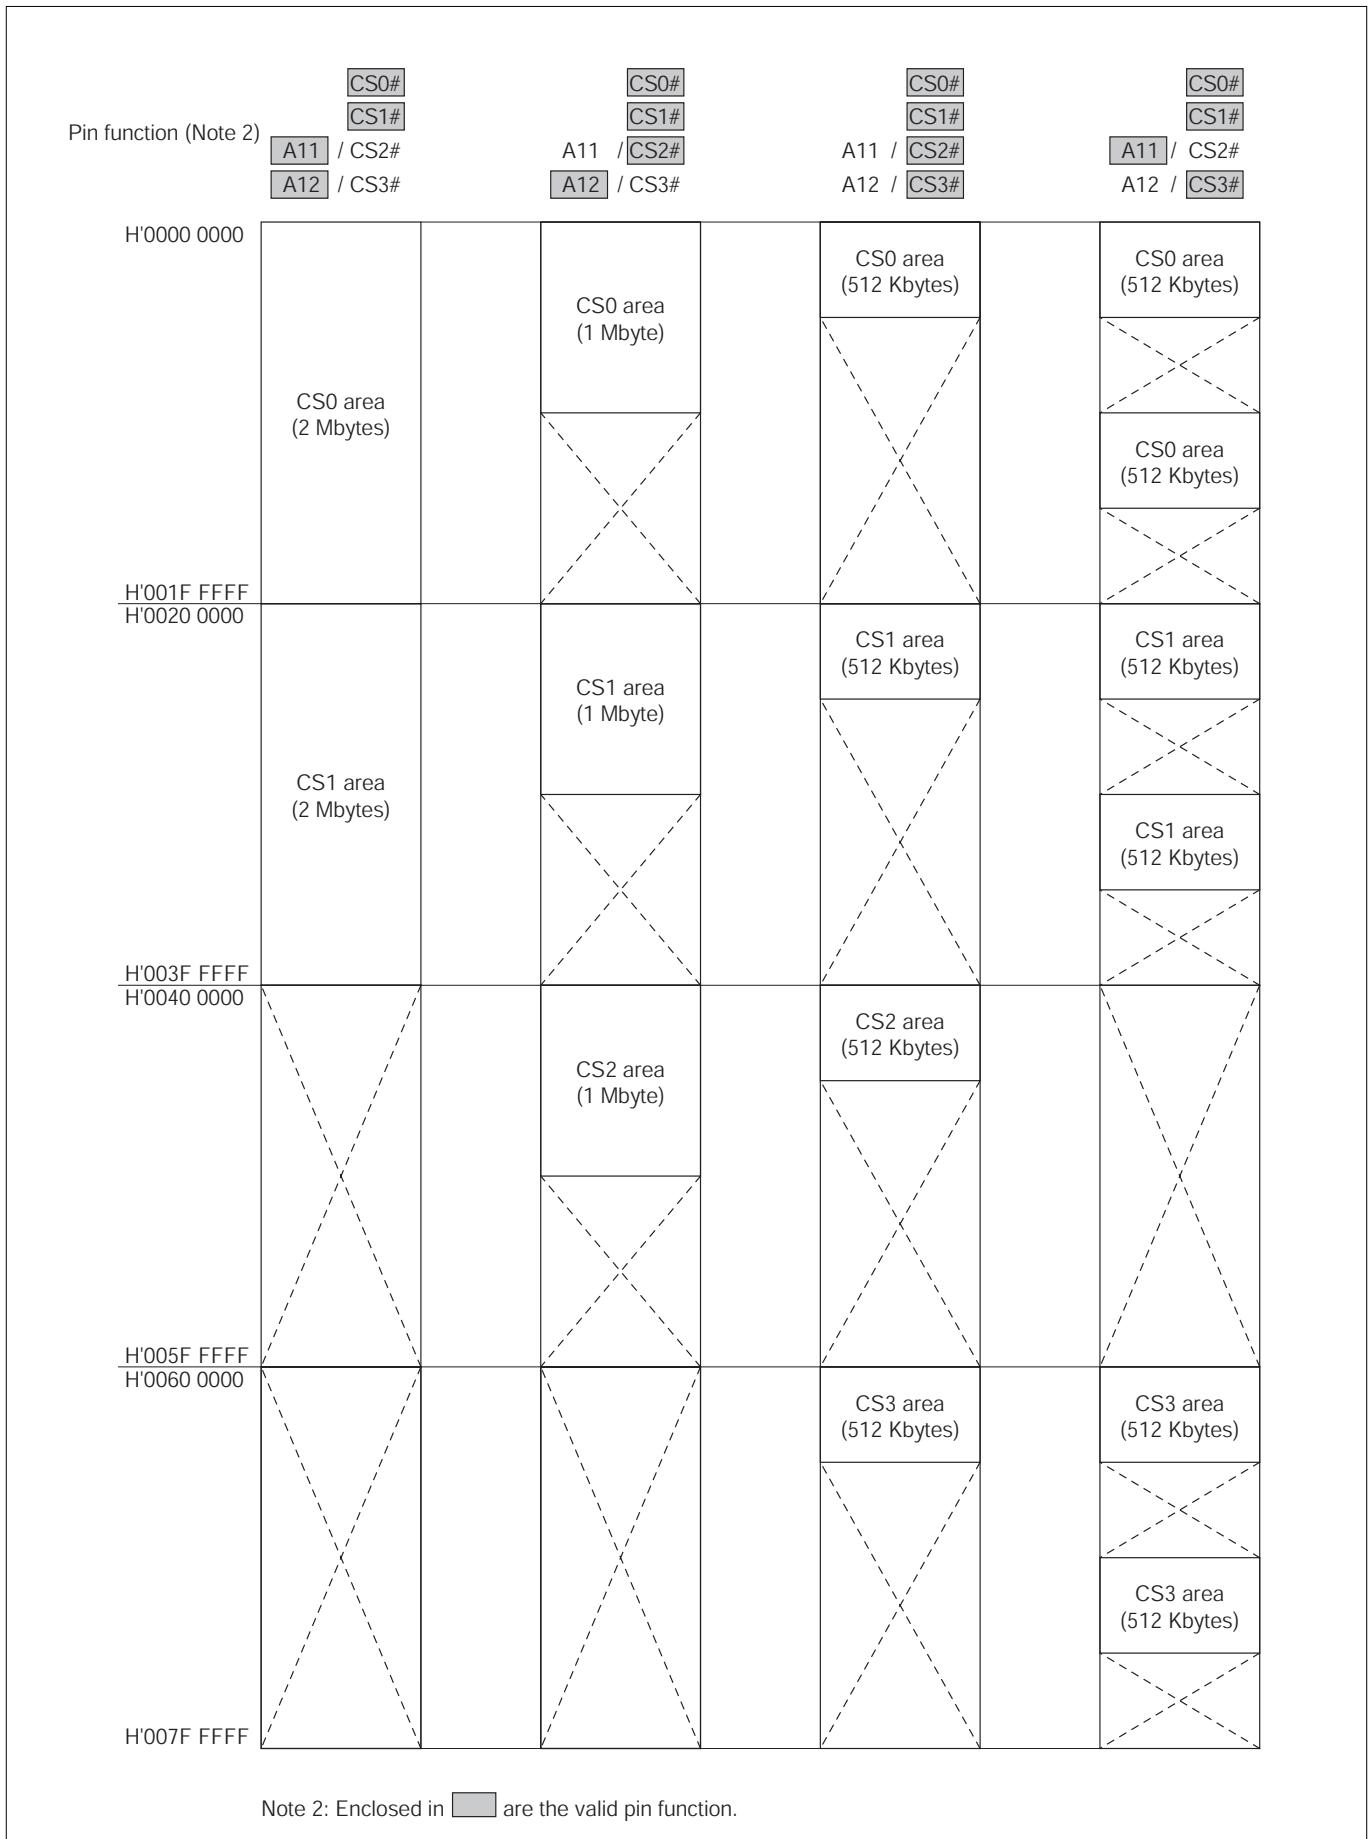 CS0# CS0# CS0# CS0#
CS1# CS1# CS1# CS1#
Pin function (Note 2)
A11 / CS2# A11 / CS2# A11 / CS2# A11 / CS2#
A12 / CS3# A12 / CS3# A12 / CS3# A12 / CS3#
H'0000 0000
CS0 area
(2 Mbytes)
CS0 area
(1 Mbyte)
CS0 area
(512 Kbytes)
CS0 area
(512 Kbytes)
CS0 area
(512 Kbytes)
H'001F FFFF
H'0020 0000
CS1 area
(2 Mbytes)
CS1 area
(1 Mbyte)
CS1 area
(512 Kbytes)
CS1 area
(512 Kbytes)
CS1 area
(512 Kbytes)
H'003F FFFF
H'0040 0000
CS2 area
(1 Mbyte)
CS2 area
(512 Kbytes)
H'005F FFFF
H'0060 0000
CS3 area
(512 Kbytes)
CS3 area
(512 Kbytes)
CS3 area
(512 Kbytes)
H'007F FFFF
Note 2: Enclosed in are the valid pin function.